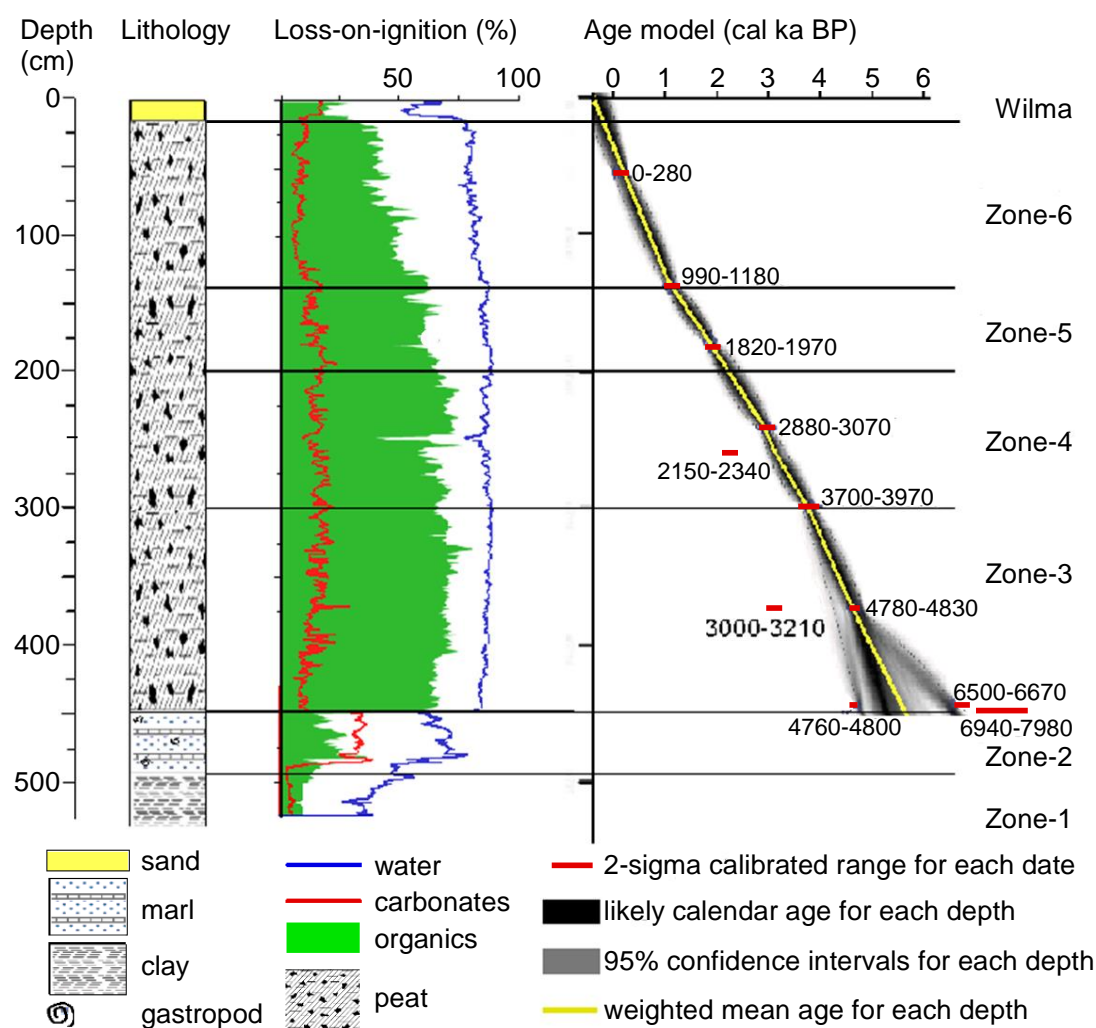 Depth Lithology Loss-on-ignition (%) Age model (cal ka BP)
(cm)
50 100 0 1 2 3 4 5 6
0 Wilma
0-280
Zone-6
100
990-1180
Zone-5
1820-1970
200
2880-3070
Zone-4
2150-2340
300 3700-3970
Zone-3
4780-4830
3000-3210
400
6500-6670
4760-4800 6940-7980
Zone-2
500
Zone-1
sand water 2-sigma calibrated range for each date
marl carbonates likely calendar age for each depth
organics
clay 95% confidence intervals for each depth
gastropod peat weighted mean age for each depth